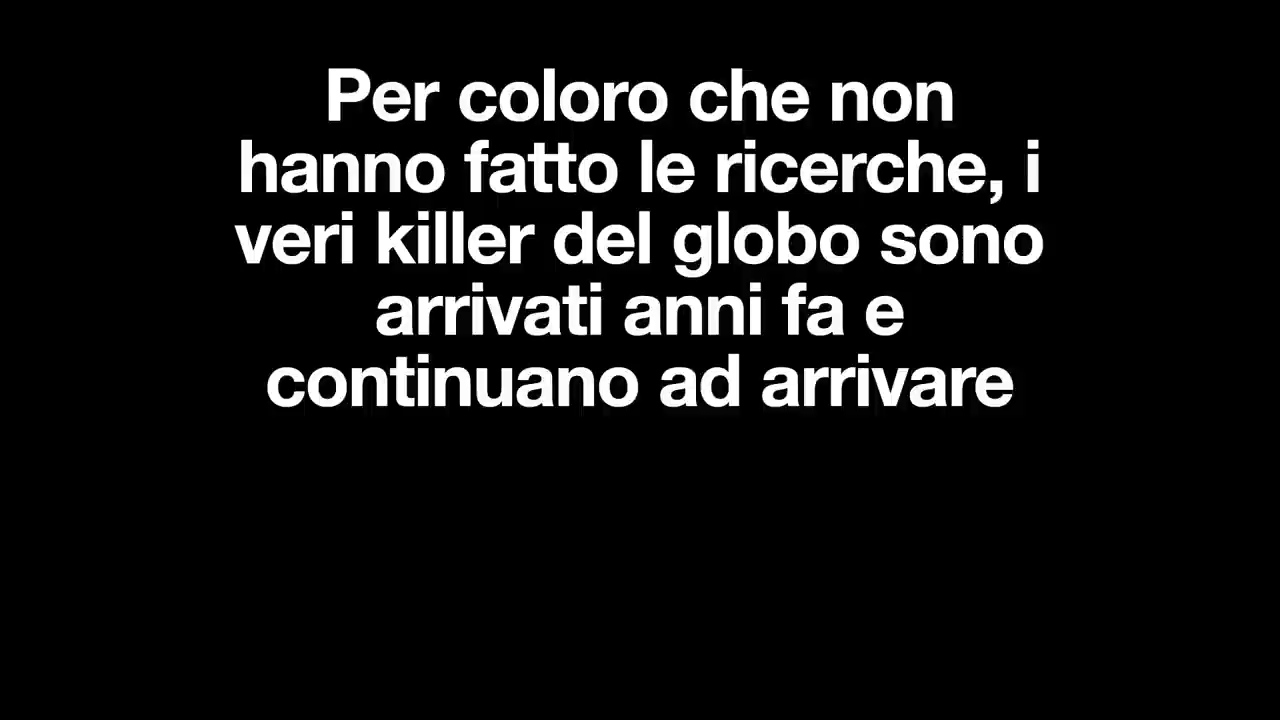 Per coloro che non
hanno fatto le ricerche, i
veri killer del globo sono
arrivati anni fa e
continuano ad arrivare